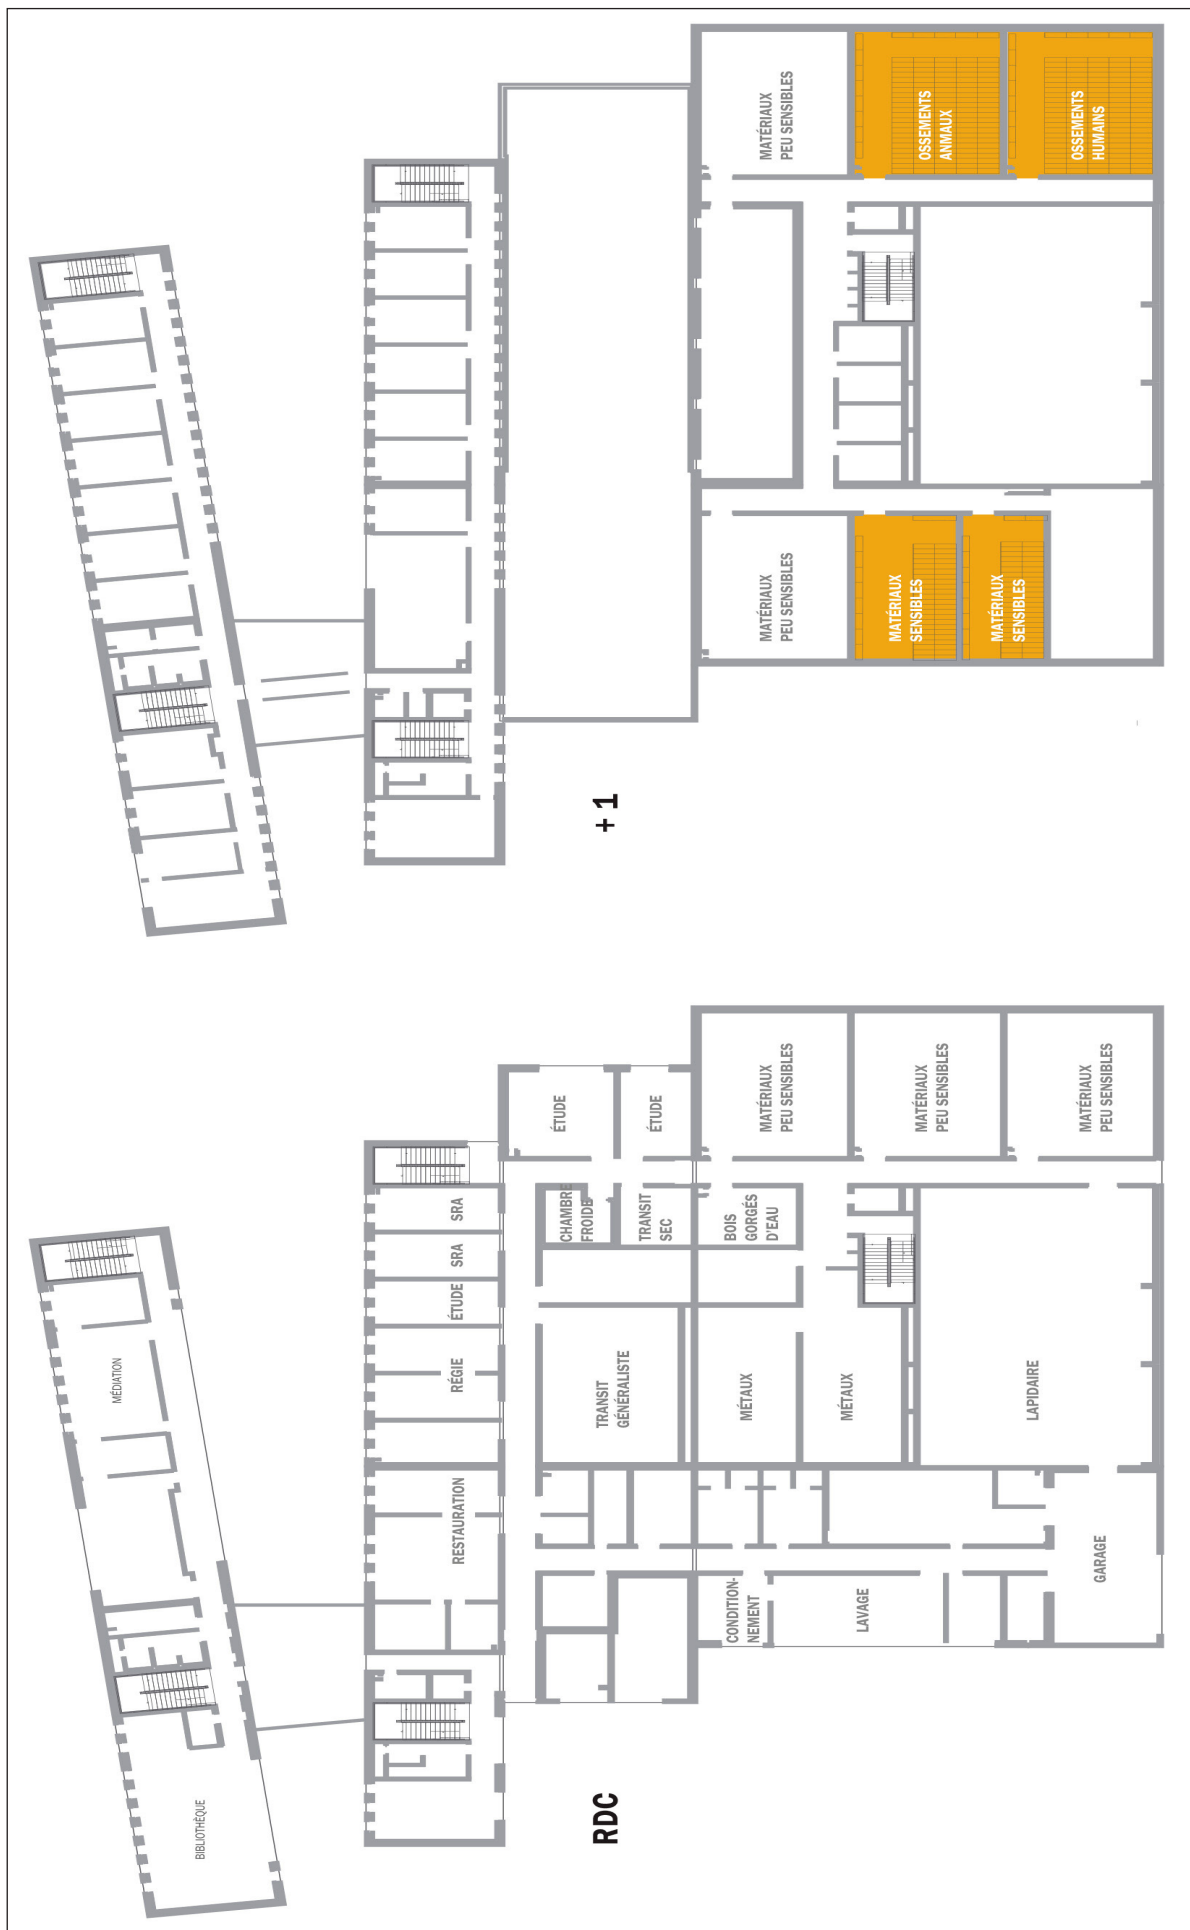 MÉDIATION
BIBLIOTHÈQUE
SRA
SRA
ÉTUDE
RÉGIE
RESTAURATION
ÉTUDE
ÉTUDE
CHAMBRE
FROIDE
TRANSIT
SEC
BOIS
GORGÉS
D'EAU
TRANSIT
GÉNÉRALISTE
MÉTAUX
MÉTAUX
LAPIDAIRE
MATÉRIAUX
PEU SENSIBLES
MATÉRIAUX
PEU SENSIBLES
MATÉRIAUX
PEU SENSIBLES
CONDITION-
NEMENT
LAVAGE
GARAGE
RDC
MATÉRIAUX
PEU SENSIBLES
MATÉRIAUX
SENSIBLES
MATÉRIAUX
SENSIBLES
MATÉRIAUX
PEU SENSIBLES
OSSEMENTS
ANMAUX
OSSEMENTS
HUMAINS
+ 1